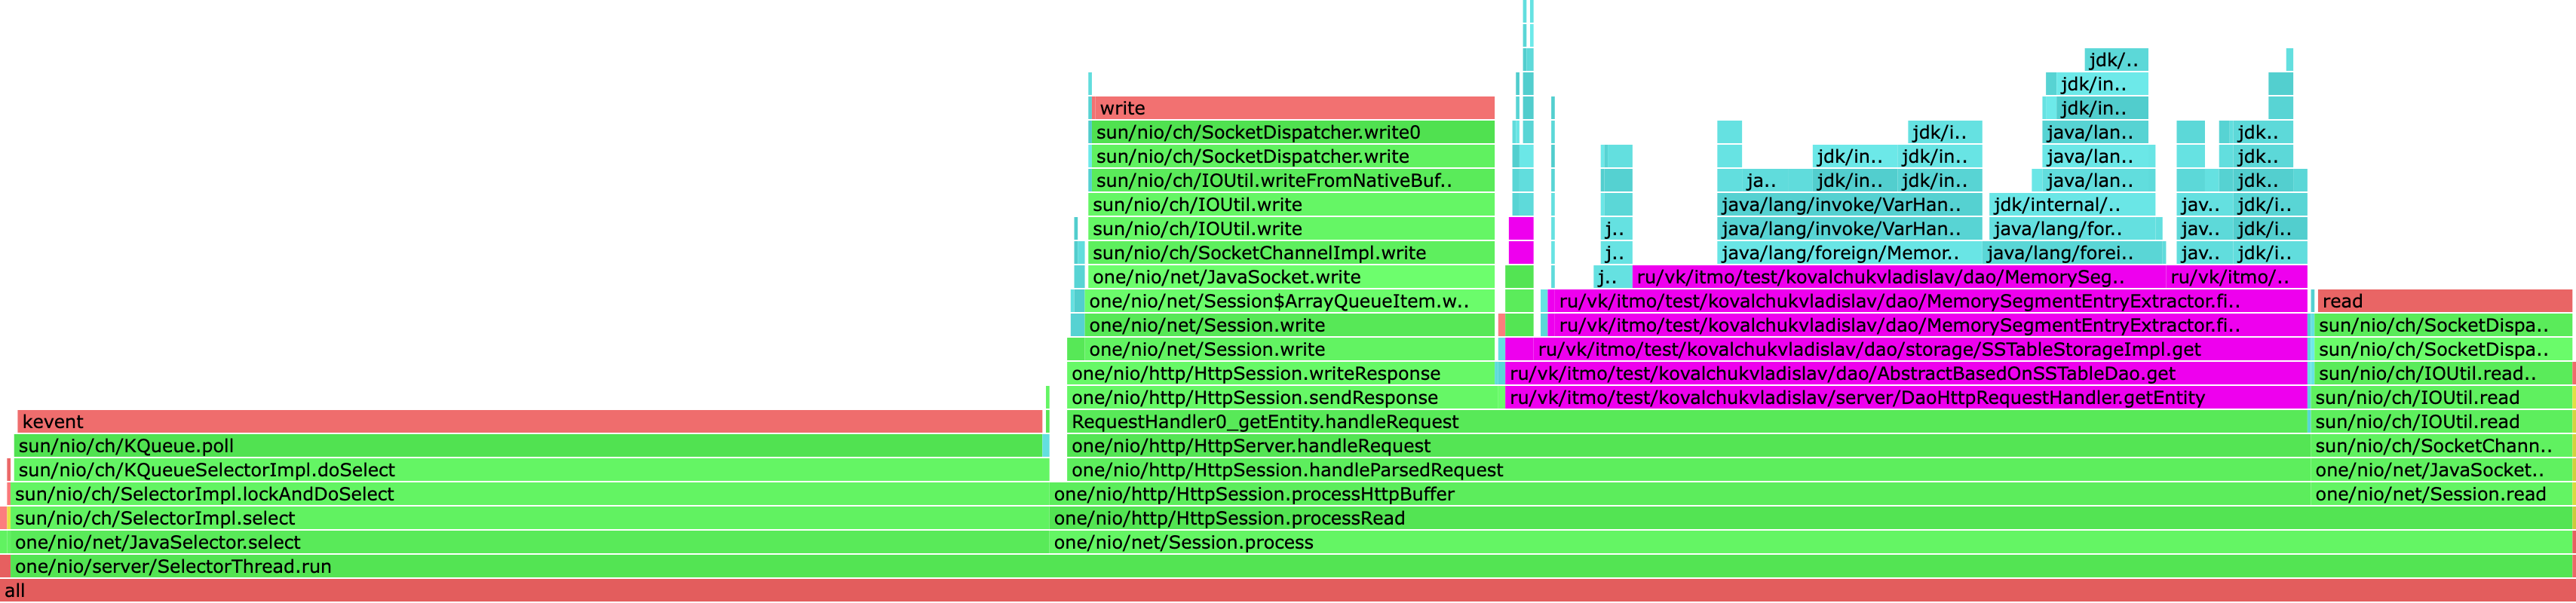 jdk/..
jdk/in..
write
jdk/in..
sun/nio/ch/SocketDispatcher.write0
jdk/i..
java/lan..
jdk..
sun/nio/ch/SocketDispatcher.write
jdk/in..
jdk/in..
java/lan..
jdk..
sun/nio/ch/IOUtil.writeFromNativeBuf..
ja..
jdk/in..
jdk/in..
java/lan..
jdk..
sun/nio/ch/IOUtil.write
java/lang/invoke/VarHan..
jdk/internal/..
jav..
jdk/i..
sun/nio/ch/IOUtil.write
j..
java/lang/invoke/VarHan..
java/lang/for..
jav..
jdk/i..
sun/nio/ch/SocketChannelImpl.write
j..
java/lang/foreign/Memor..
java/lang/forei..
jav..
jdk/i..
one/nio/net/JavaSocket.write
j..
ru/vk/itmo/test/kovalchukvladislav/dao/MemorySeg..
ru/vk/itmo/..
one/nio/net/Session$ArrayQueueItem.w..
ru/vk/itmo/test/kovalchukvladislav/dao/MemorySegmentEntryExtractor.fi..
read
one/nio/net/Session.write
ru/vk/itmo/test/kovalchukvladislav/dao/MemorySegmentEntryExtractor.fi..
sun/nio/ch/SocketDispa..
one/nio/net/Session.write
ru/vk/itmo/test/kovalchukvladislav/dao/storage/SSTableStorageImpl.get
sun/nio/ch/SocketDispa..
one/nio/http/HttpSession.writeResponse
ru/vk/itmo/test/kovalchukvladislav/dao/AbstractBasedOnSSTableDao.get
sun/nio/ch/IOUtil.read..
one/nio/http/HttpSession.sendResponse
ru/vk/itmo/test/kovalchukvladislav/server/DaoHttpRequestHandler.getEntity
sun/nio/ch/IOUtil.read
kevent
RequestHandler0_getEntity.handleRequest
sun/nio/ch/IOUtil.read
sun/nio/ch/KQueue.poll
one/nio/http/HttpServer.handleRequest
sun/nio/ch/SocketChann..
sun/nio/ch/KQueueSelectorImpl.doSelect
one/nio/http/HttpSession.handleParsedRequest
one/nio/net/JavaSocket..
sun/nio/ch/SelectorImpl.lockAndDoSelect
one/nio/http/HttpSession.processHttpBuffer
one/nio/net/Session.read
sun/nio/ch/SelectorImpl.select
one/nio/http/HttpSession.processRead
one/nio/net/JavaSelector.select
one/nio/net/Session.process
one/nio/server/SelectorThread.run
all